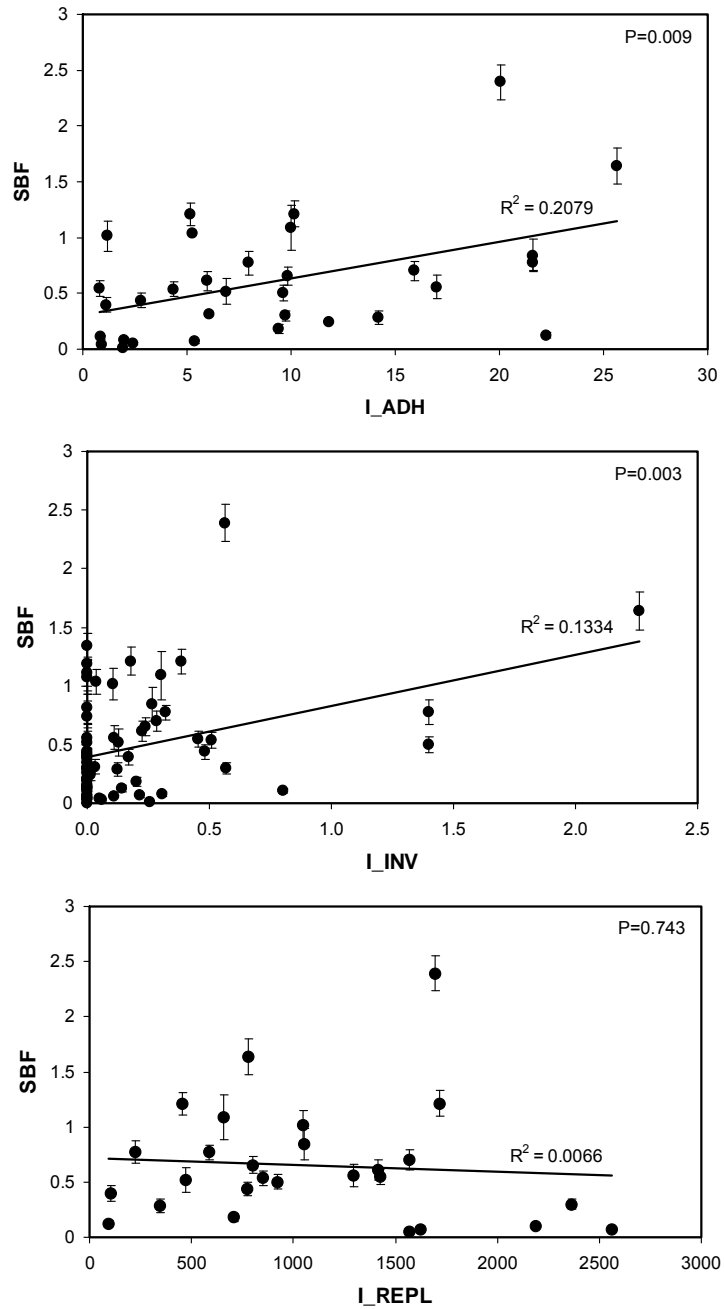 3
P=0.009
2.5
2
SBF
1.5
R² = 0.2079
1
0.5
0
0 5 10 15 20 25 30
I_ADH
3
P=0.003
2.5
2
SBF
1.5
R² = 0.1334
1
0.5
0
0.0 0.5 1.0 1.5 2.0 2.5
I_INV
3
P=0.743
2.5
2
SBF
1.5
1
R² = 0.0066
0.5
0
0 500 1000 1500 2000 2500 3000
I_REPL